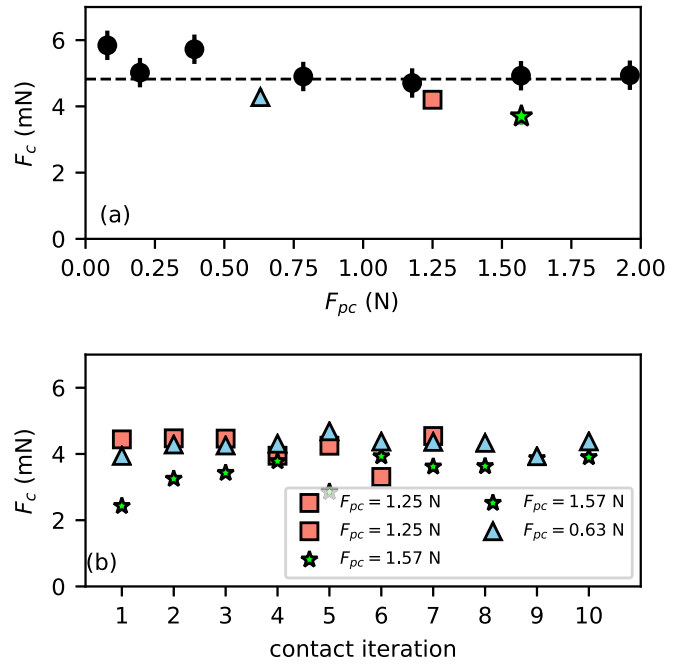 6
4
2
0
F_c (mN)
(a)
0.00 0.25 0.50 0.75 1.00 1.25 1.50 1.75 2.00
F_pc (N)
6
4
2
0
F_c (mN)
(b)
F_pc = 1.25 N F_pc = 1.57 N
F_pc = 1.25 N F_pc = 0.63 N
F_pc = 1.57 N
1 2 3 4 5 6 7 8 9 10
contact iteration